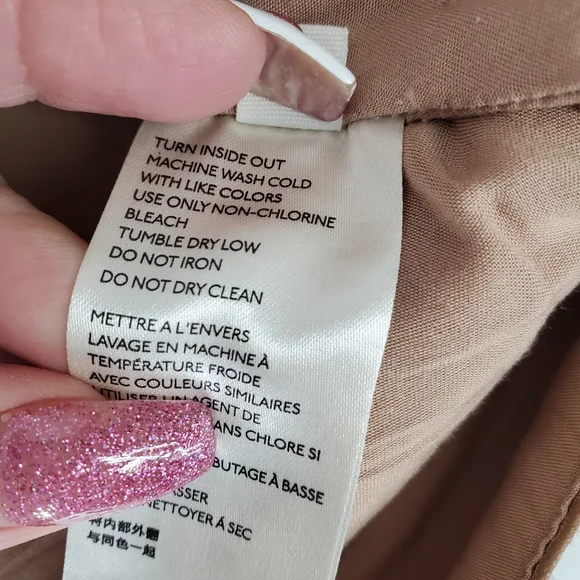 TURN INSIDE OUT
MACHINE WASH COLD
WITH LIKE COLORS
USE ONLY NON-CHLORINE
BLEACH
TUMBLE DRY LOW
DO NOT IRON
DO NOT DRY CLEAN
METTRE A L'ENVERS
LAVAGE EN MACHINE À
TEMPÉRATURE FROIDE
AVEC COULEURS SIMILAIRES
UTILISER UN AGENT DE
CHLORE SI
À BASSE
NETTOYER À SEC
将内部外翻
与同色一起